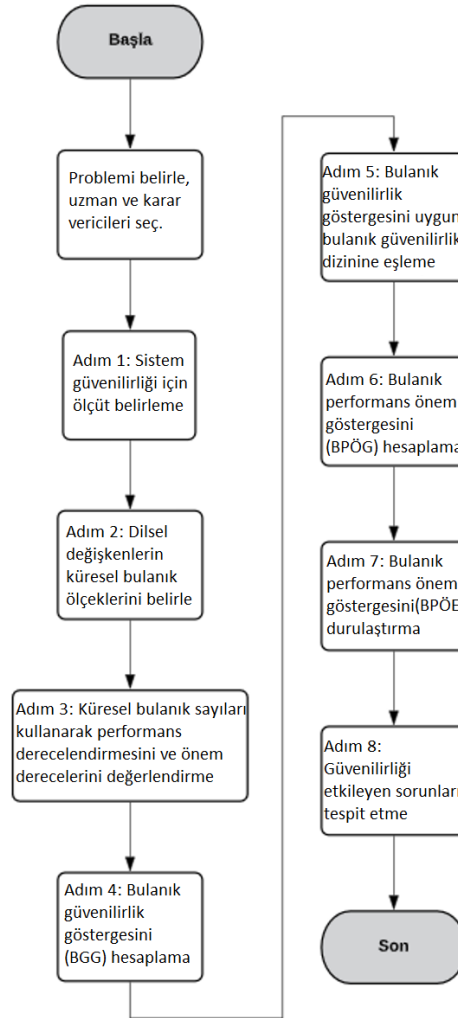 Başla
Problemi belirle,
uzman ve karar
vericileri seç.
Adım 1: Sistem
güvenilirliği için
ölçüt belirleme
Adım 2: Dilsel
değişkenlerin
küresel bulanık
ölçeklerini belirle
Adım 3: Küresel bulanık sayıları
kullanarak performans
derecelendirmesini ve önem
derecelerini değerlendirme
Adım 4: Bulanık
güvenilirlik
göstergesini
(BGG) hesaplama
Adım 5: Bulanık
güvenilirlik
göstergesini uygun
bulanık güvenilirlik
dizinine eşleme
Adım 6: Bulanık
performans önem
göstergesini
(BPÖG) hesaplama
Adım 7: Bulanık
performans önem
göstergesini(BPÖE
durulaştırma
Adım 8:
Güvenilirliği
etkileyen sorunları
tespit etme
Son